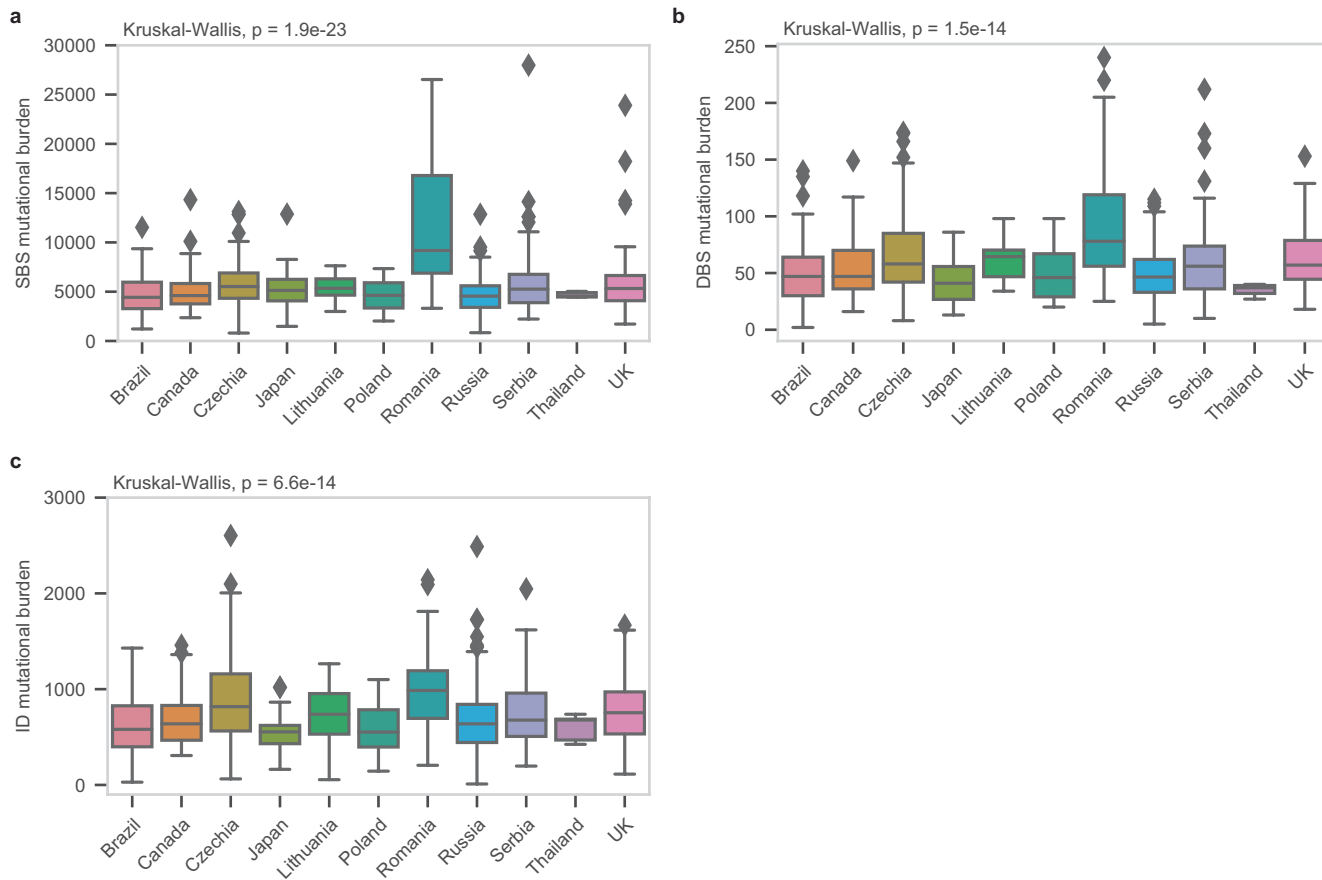 a
Kruskal-Wallis, p = 1.9e-23
SBS mutational burden
30000
25000
20000
15000
10000
5000
0
Brazil
Canada
Czechia
Japan
Lithuania
Poland
Romania
Russia
Serbia
Thailand
UK
b
Kruskal-Wallis, p = 1.5e-14
DBS mutational burden
250
200
150
100
50
0
Brazil
Canada
Czechia
Japan
Lithuania
Poland
Romania
Russia
Serbia
Thailand
UK
c
Kruskal-Wallis, p = 6.6e-14
ID mutational burden
3000
2000
1000
0
Brazil
Canada
Czechia
Japan
Lithuania
Poland
Romania
Russia
Serbia
Thailand
UK